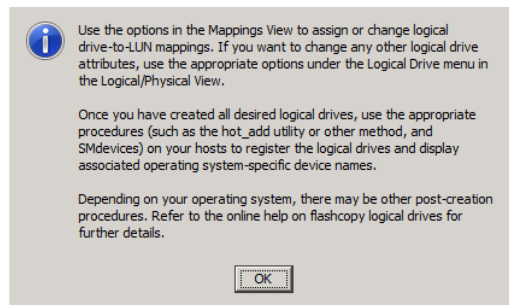 Use the options in the Mappings View to assign or change logical
drive-to-LUN mappings. If you want to change any other logical drive
attributes, use the appropriate options under the Logical Drive menu in
the Logical/Physical View.
Once you have created all desired logical drives, use the appropriate
procedures (such as the hot_add utility or other method, and
SMdevices) on your hosts to register the logical drives and display
associated operating system-specific device names.
Depending on your operating system, there may be other post-creation
procedures. Refer to the online help on flashcopy logical drives for
further details.
OK